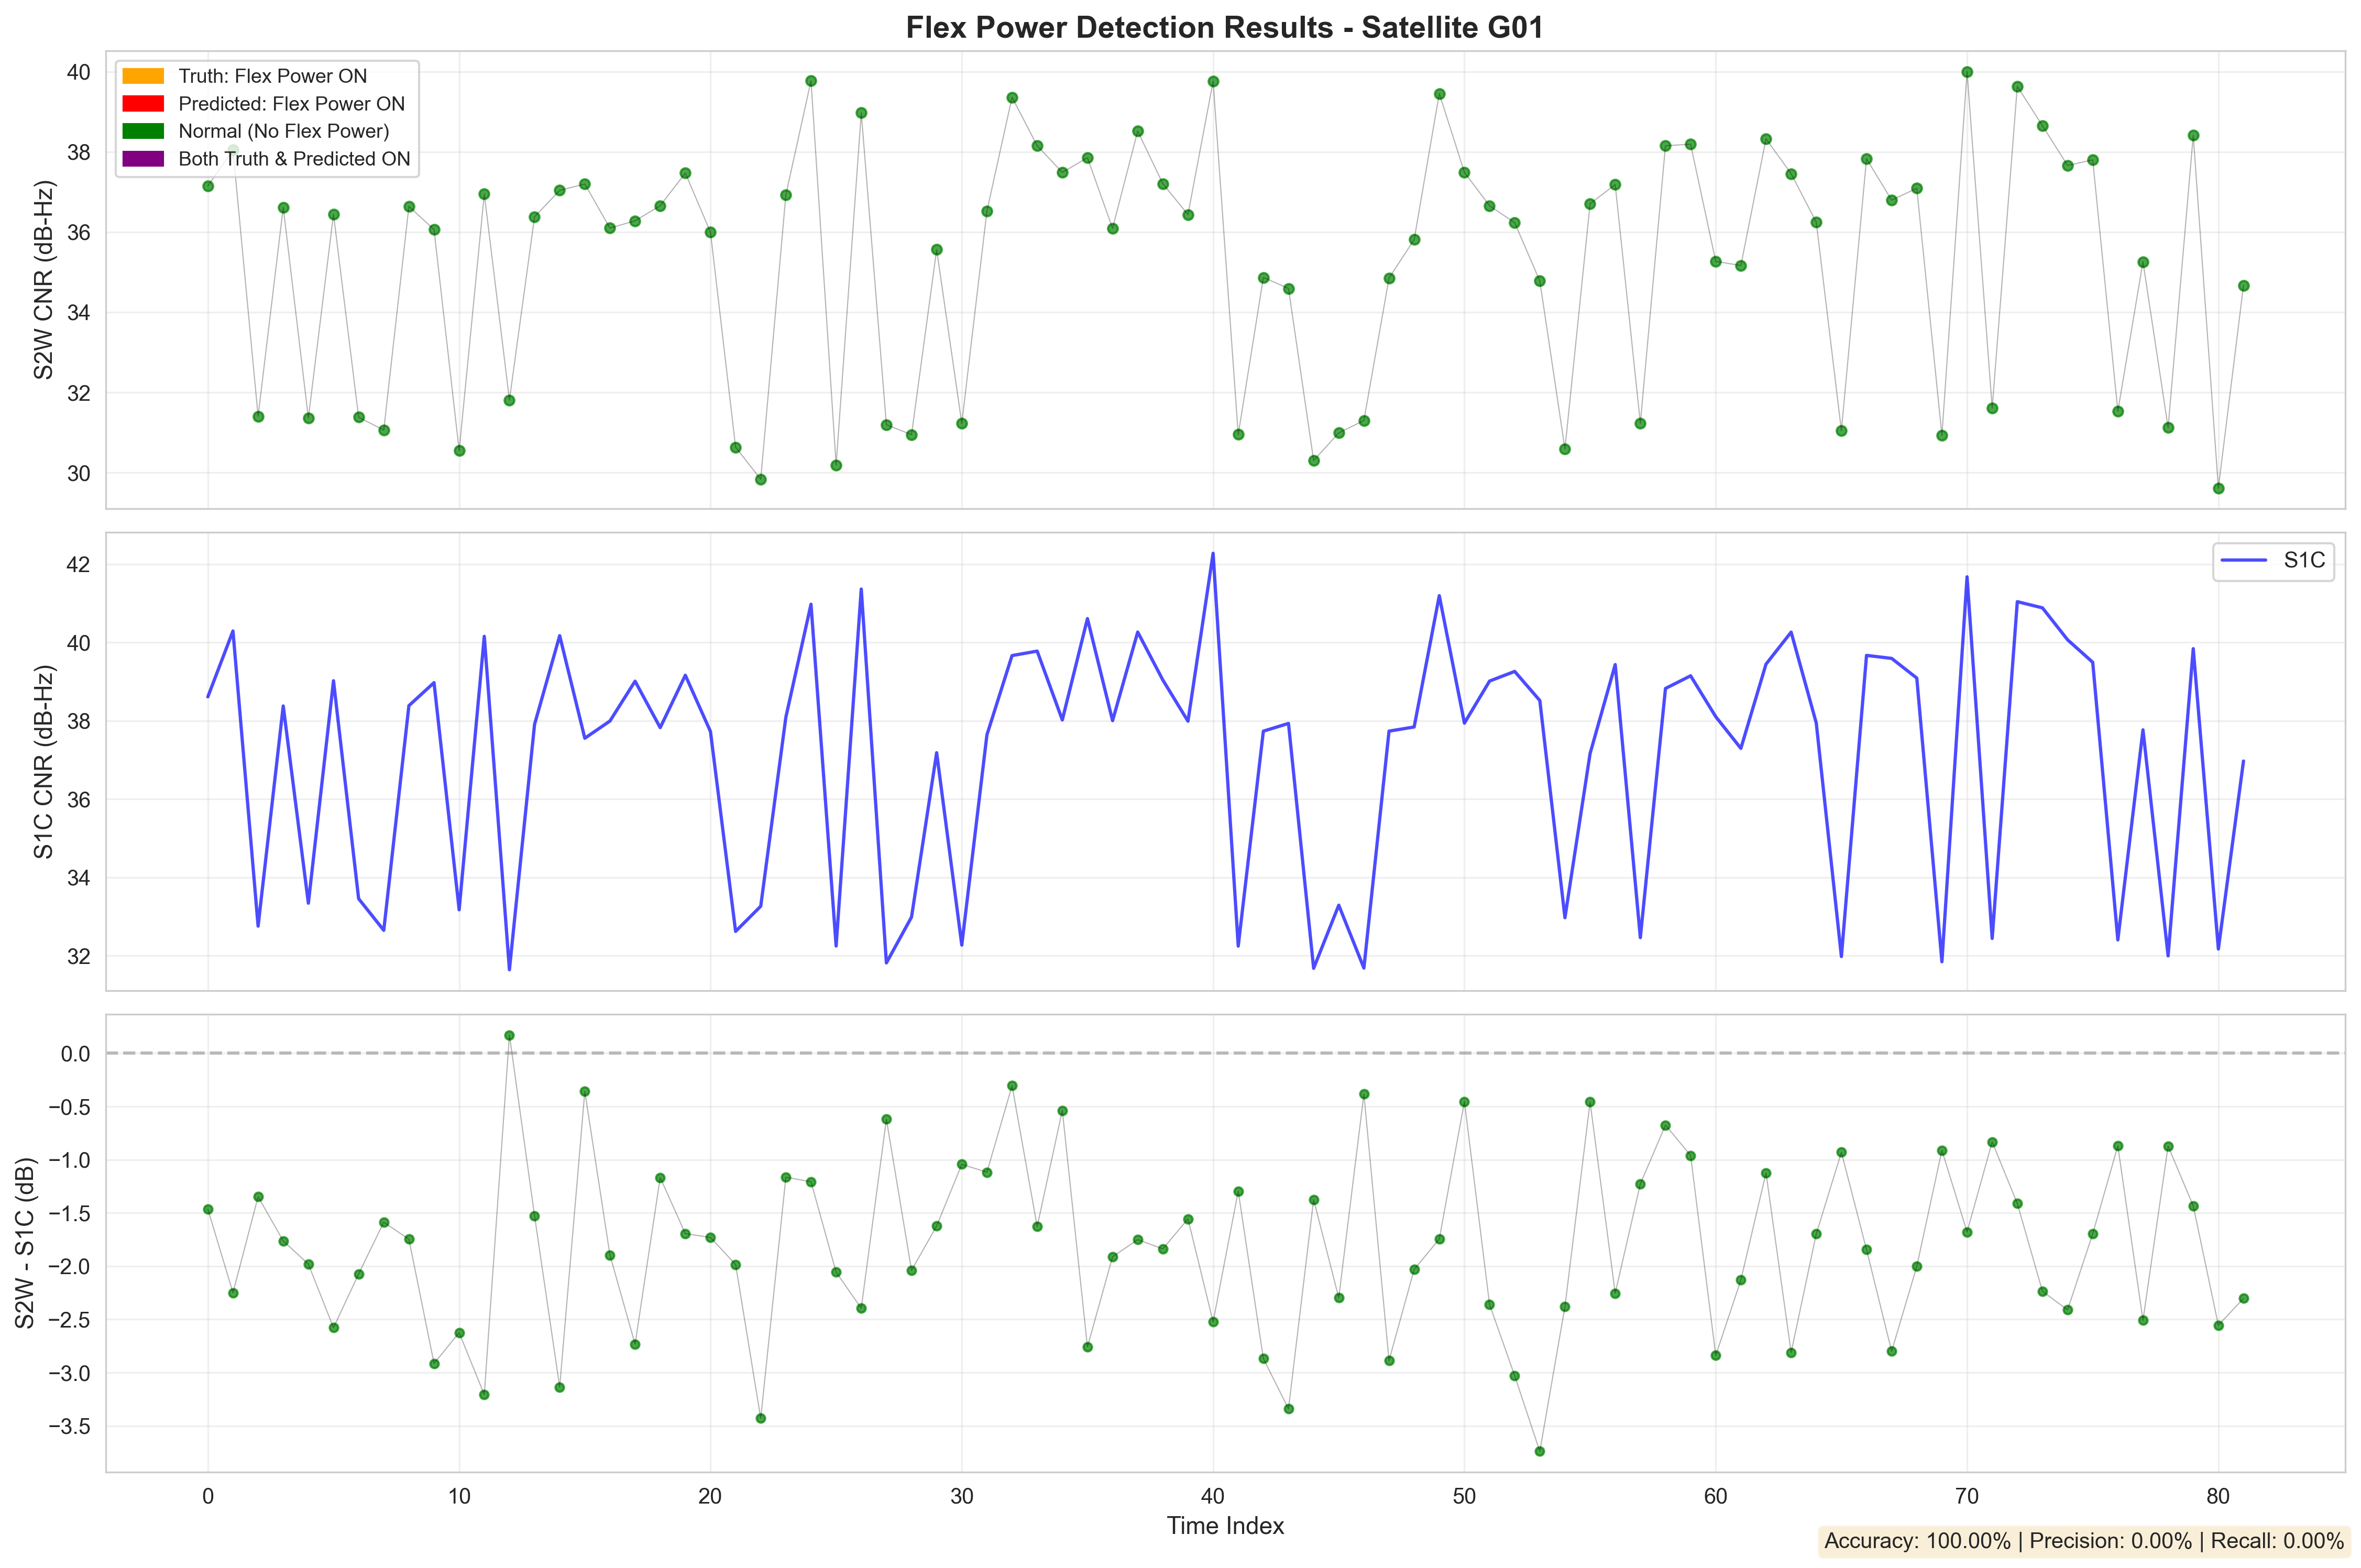 Flex Power Detection Results - Satellite G01
Truth: Flex Power ON
Predicted: Flex Power ON
Normal (No Flex Power)
Both Truth & Predicted ON
S2W CNR (dB-Hz)
40
38
36
34
32
30
S1C
S1C CNR (dB-Hz)
42
40
38
36
34
32
S2W - S1C (dB)
0.0
−0.5
−1.0
−1.5
−2.0
−2.5
−3.0
−3.5
0 10 20 30 40 50 60 70 80
Time Index
Accuracy: 100.00% | Precision: 0.00% | Recall: 0.00%